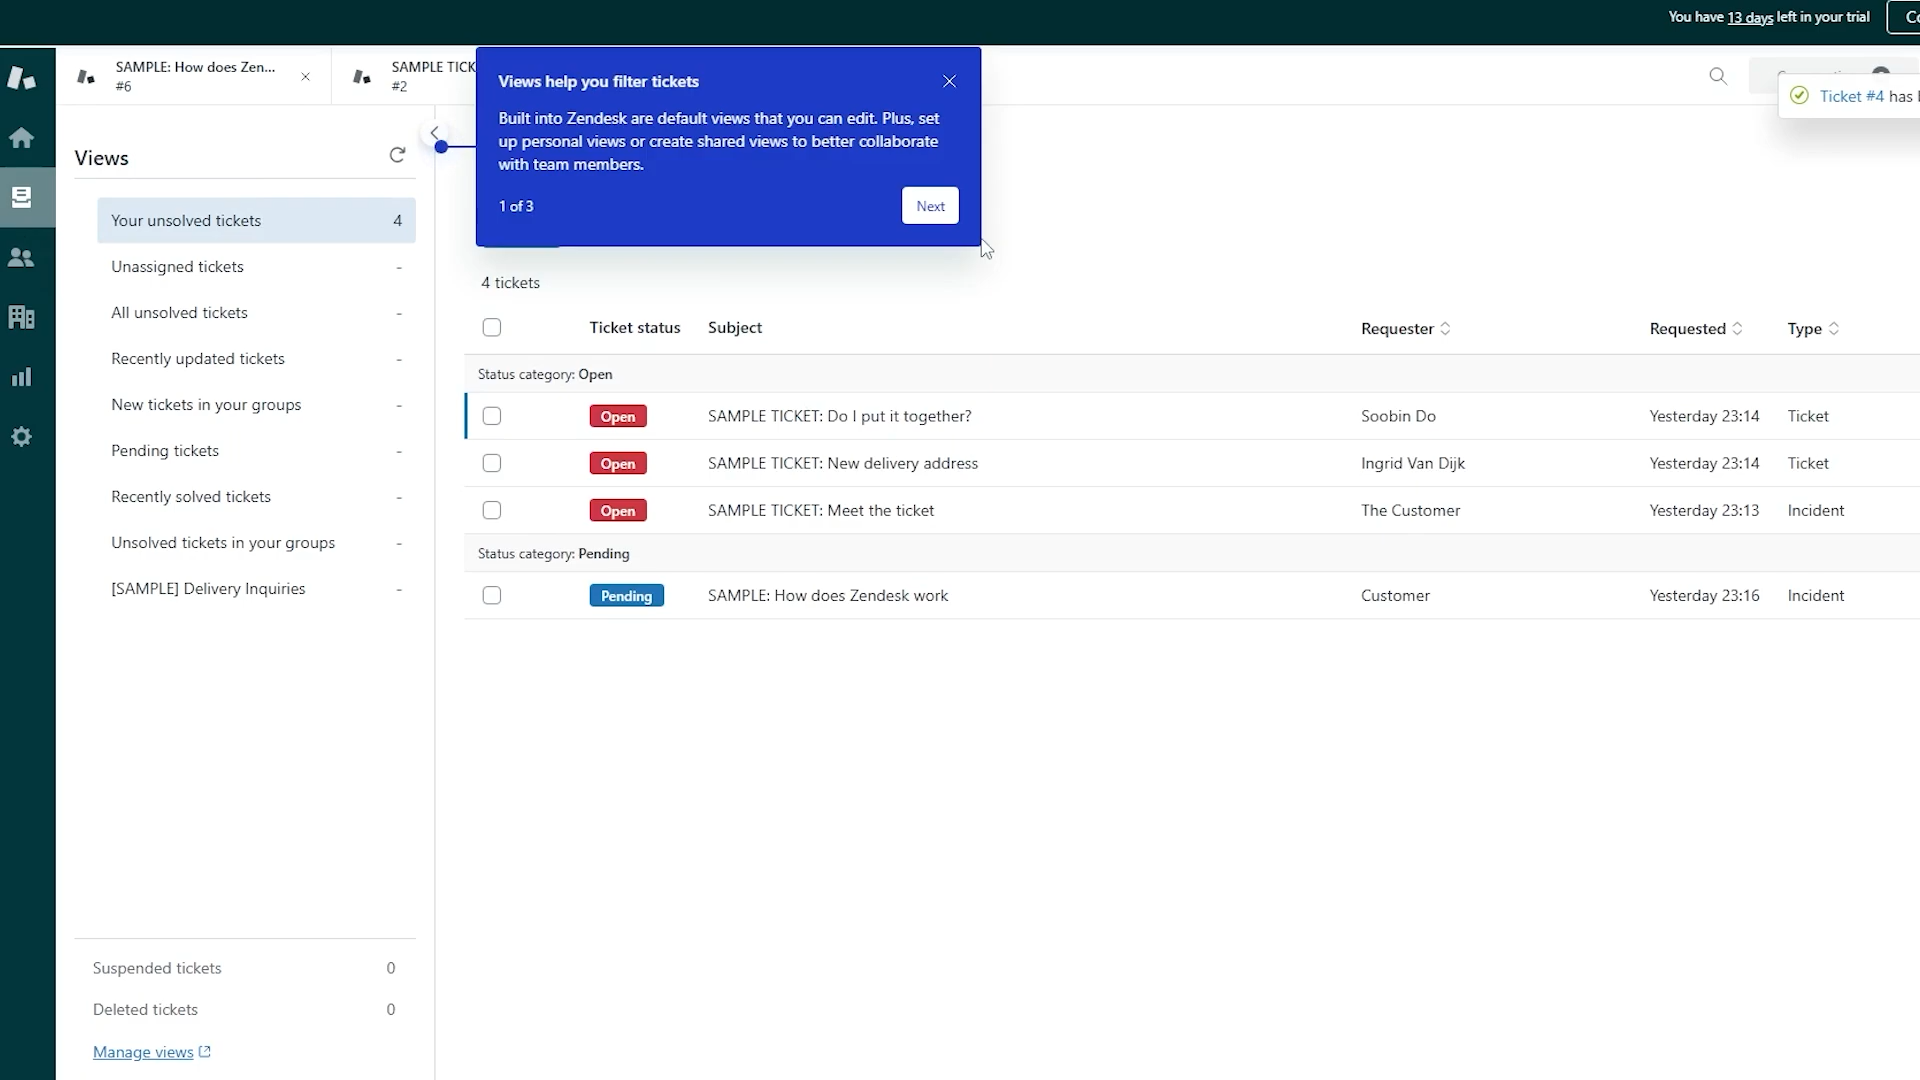 You have 13 days left in your trial
SAMPLE: How does Zen...
#6
SAMPLE TICK
#2
Views help you filter tickets
Built into Zendesk are default views that you can edit. Plus, set
up personal views or create shared views to better collaborate
with team members.
1 of 3
Next
Ticket #4 has
Views
Your unsolved tickets 4
Unassigned tickets -
All unsolved tickets -
Recently updated tickets -
New tickets in your groups -
Pending tickets -
Recently solved tickets -
Unsolved tickets in your groups -
[SAMPLE] Delivery Inquiries -
Suspended tickets 0
Deleted tickets 0
Manage views
4 tickets
Ticket status Subject Requester Requested Type
Status category: Open
Open SAMPLE TICKET: Do I put it together? Soobin Do Yesterday 23:14 Ticket
Open SAMPLE TICKET: New delivery address Ingrid Van Dijk Yesterday 23:14 Ticket
Open SAMPLE TICKET: Meet the ticket The Customer Yesterday 23:13 Incident
Status category: Pending
Pending SAMPLE: How does Zendesk work Customer Yesterday 23:16 Incident